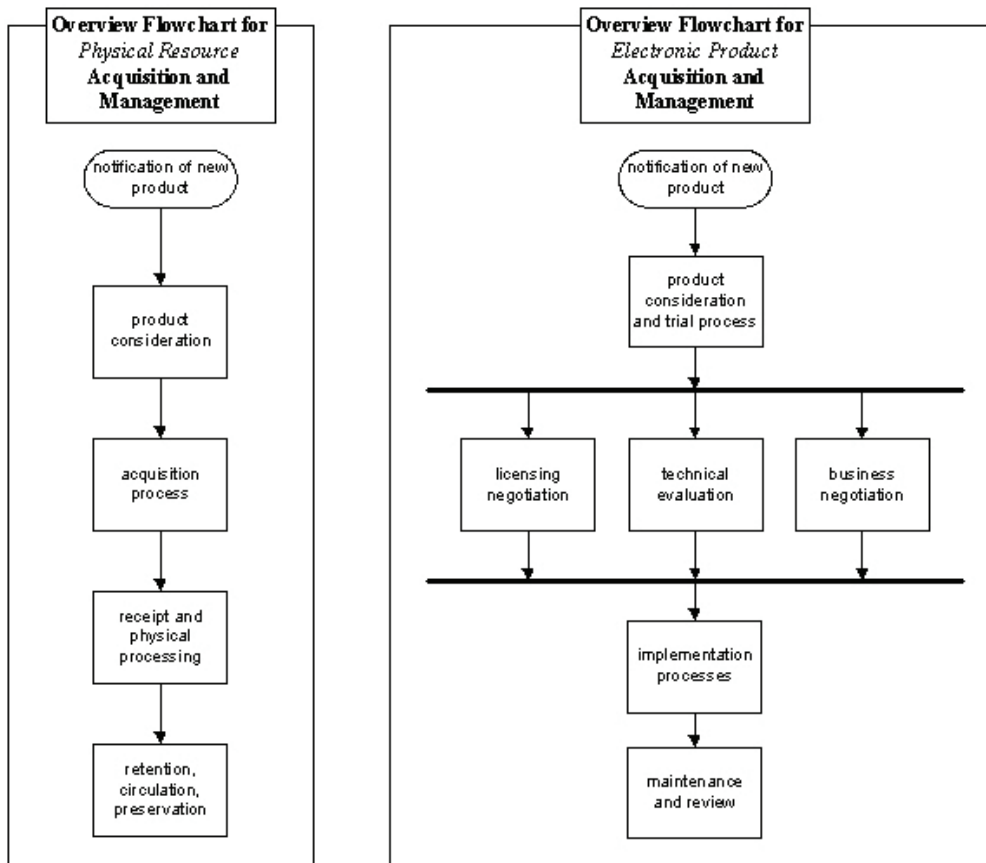 Overview Flowchart for
Physical Resource
Acquisition and
Management
notification of new
product
product
consideration
acquisition
process
receipt and
physical
processing
retention,
circulation,
preservation
Overview Flowchart for
Electronic Product
Acquisition and
Management
notification of new
product
product
consideration
and trial process
licensing
negotiation
technical
evaluation
business
negotiation
implementation
processes
maintenance
and review